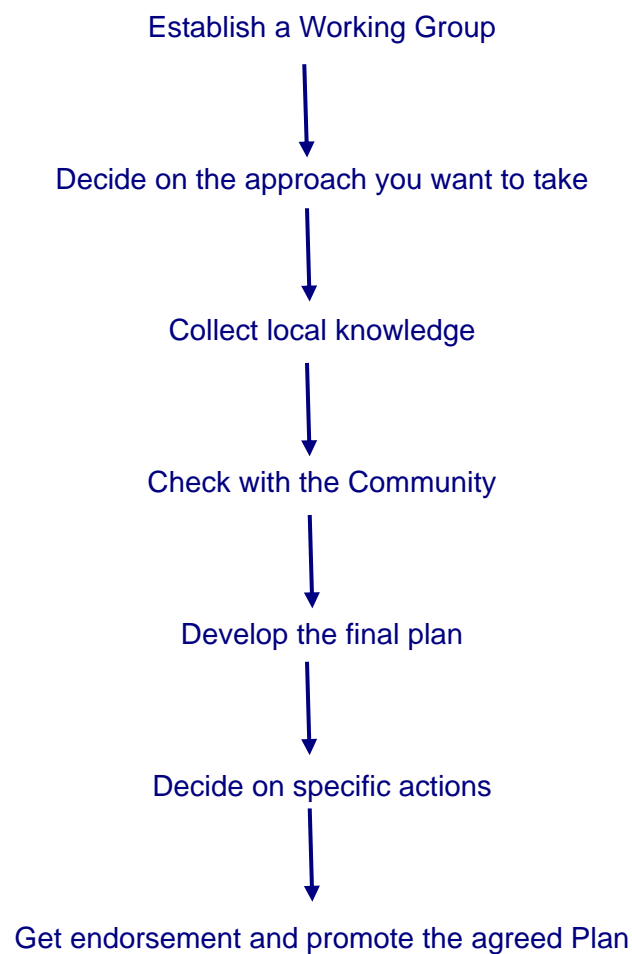 Establish a Working Group
Decide on the approach you want to take
Collect local knowledge
Check with the Community
Develop the final plan
Decide on specific actions
Get endorsement and promote the agreed Plan